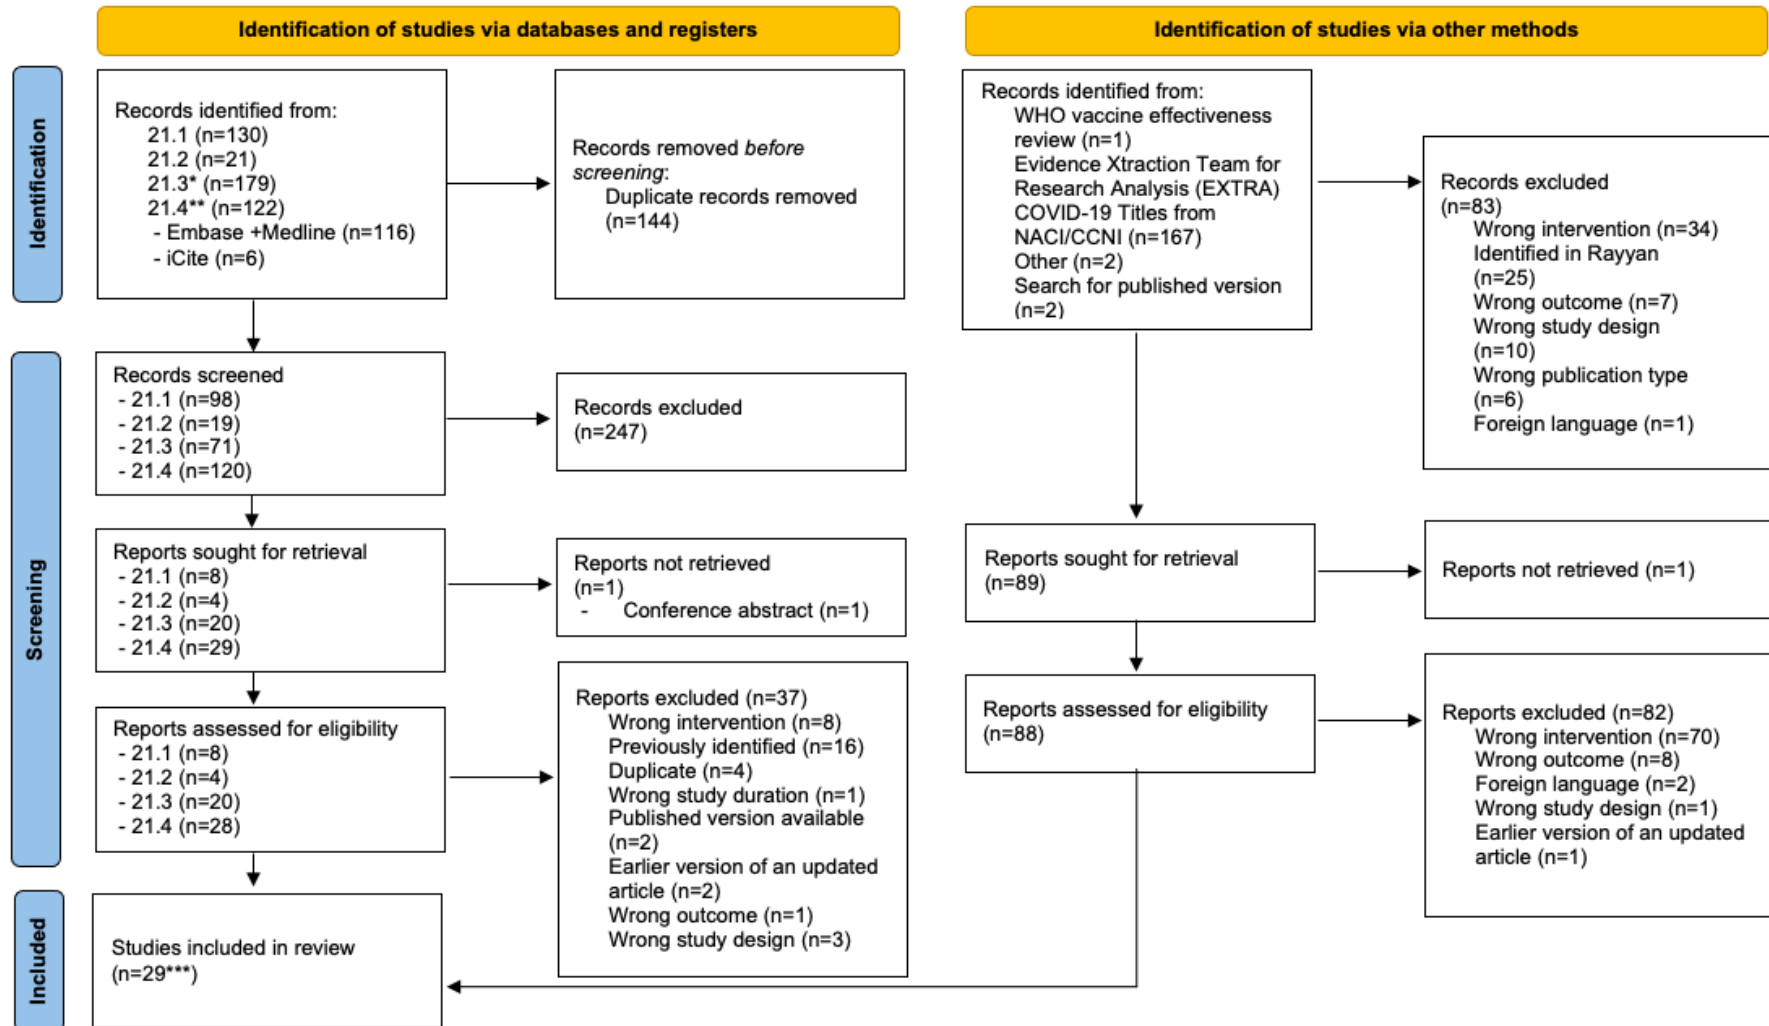 Identification of studies via databases and registers
Identification of studies via other methods
Identification
Records identified from:
21.1 (n=130)
21.2 (n=21)
21.3* (n=179)
21.4** (n=122)
- Embase +Medline (n=116)
- iCite (n=6)
Records removed before
screening:
Duplicate records removed
(n=144)
Records identified from:
WHO vaccine effectiveness
review (n=1)
Evidence Xtraction Team for
Research Analysis (EXTRA)
COVID-19 Titles from
NACI/CCNI (n=167)
Other (n=2)
Search for published version
(n=2)
Records excluded
(n=83)
Wrong intervention (n=34)
Identified in Rayyan
(n=25)
Wrong outcome (n=7)
Wrong study design
(n=10)
Wrong publication type
(n=6)
Foreign language (n=1)
Screening
Records screened
- 21.1 (n=98)
- 21.2 (n=19)
- 21.3 (n=71)
- 21.4 (n=120)
Records excluded
(n=247)
Reports sought for retrieval
- 21.1 (n=8)
- 21.2 (n=4)
- 21.3 (n=20)
- 21.4 (n=29)
Reports not retrieved
(n=1)
- Conference abstract (n=1)
Reports sought for retrieval
(n=89)
Reports not retrieved (n=1)
Reports assessed for eligibility
- 21.1 (n=8)
- 21.2 (n=4)
- 21.3 (n=20)
- 21.4 (n=28)
Reports excluded (n=37)
Wrong intervention (n=8)
Previously identified (n=16)
Duplicate (n=4)
Wrong study duration (n=1)
Published version available
(n=2)
Earlier version of an updated
article (n=2)
Wrong outcome (n=1)
Wrong study design (n=3)
Reports assessed for eligibility
(n=88)
Reports excluded (n=82)
Wrong intervention (n=70)
Wrong outcome (n=8)
Foreign language (n=2)
Wrong study design (n=1)
Earlier version of an updated
article (n=1)
Included
Studies included in review
(n=29***)